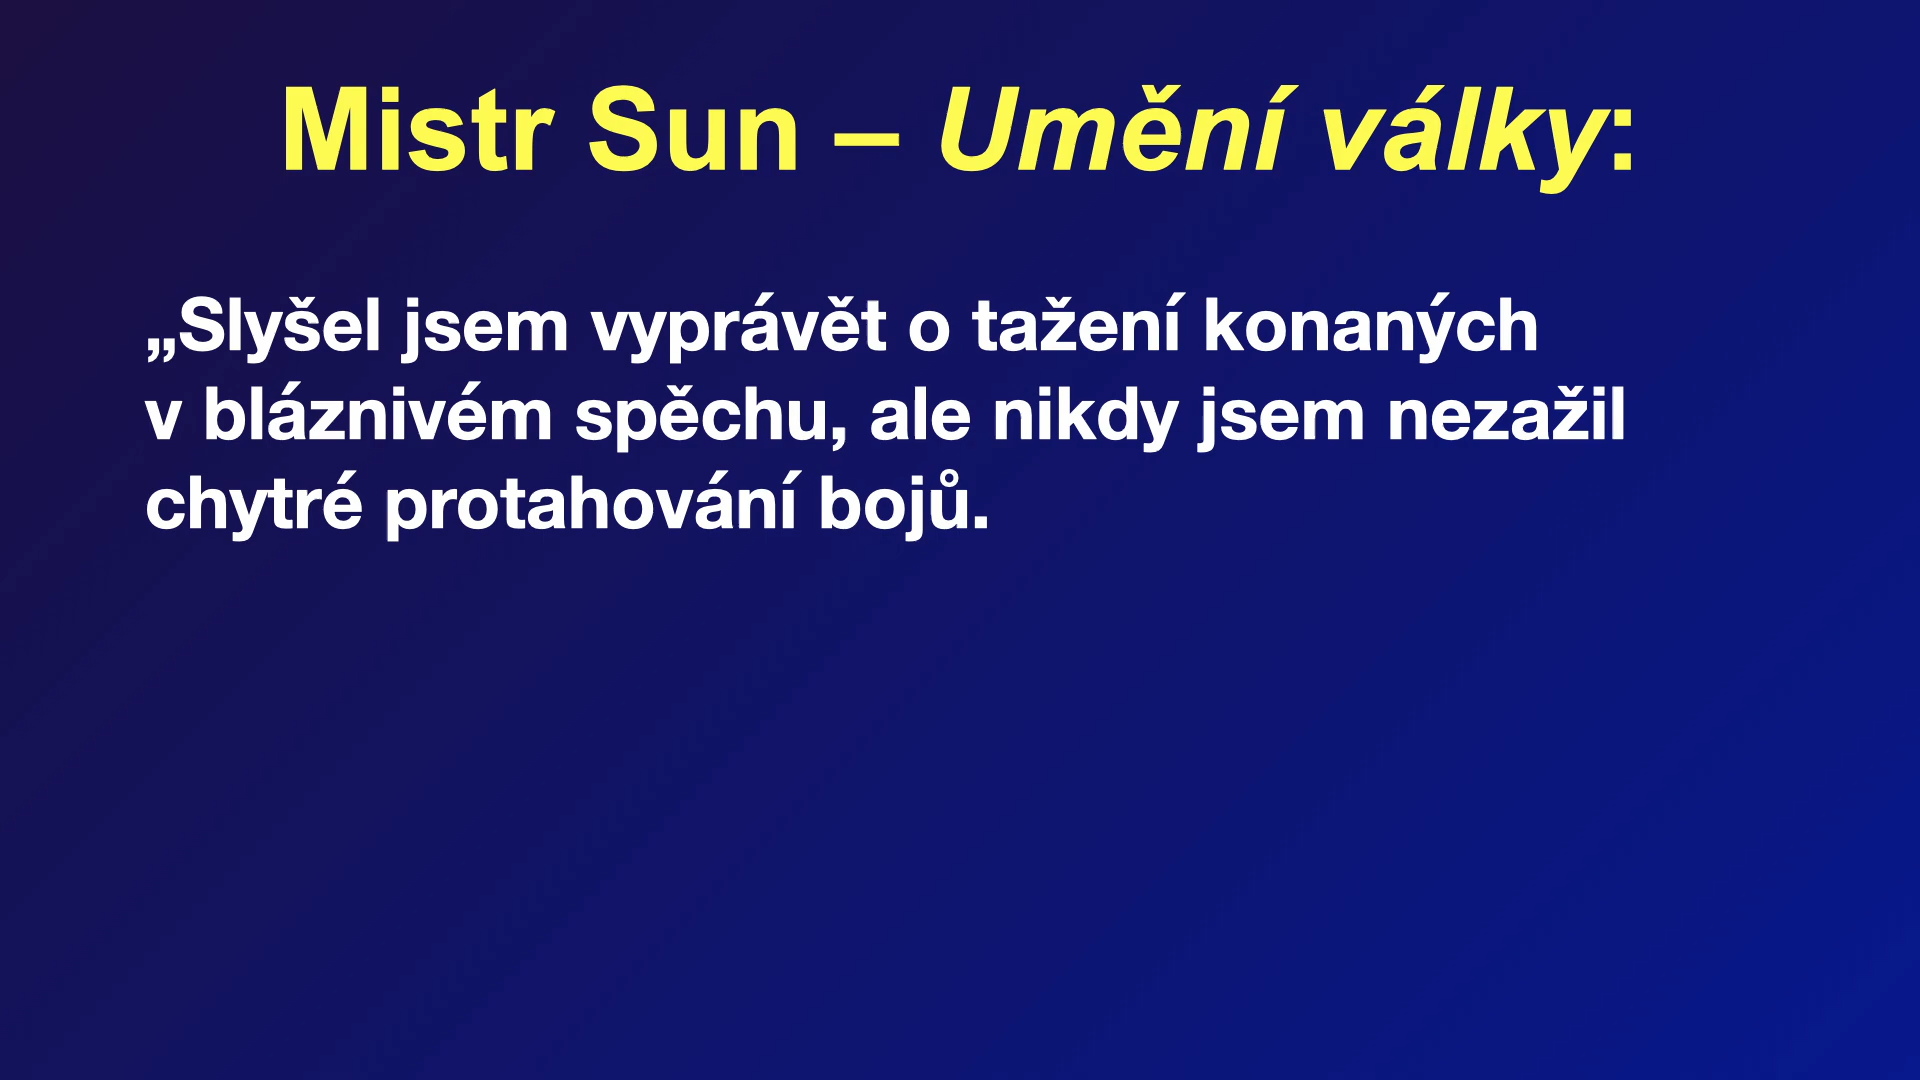 Mistr Sun – Umění války:
„Slyšel jsem vyprávět o tažení konaných
v bláznivém spěchu, ale nikdy jsem nezažil
chytré protahování bojů.